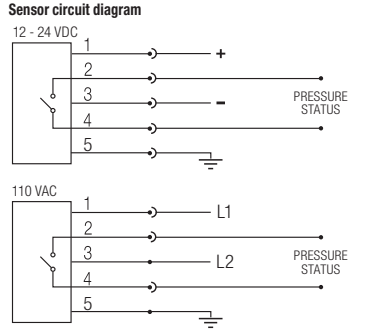 Sensor circuit diagram
12 - 24 VDC
1
+
2
3
-
PRESSURE
STATUS
4
5
110 VAC
1
L1
2
3
L2
PRESSURE
STATUS
4
5